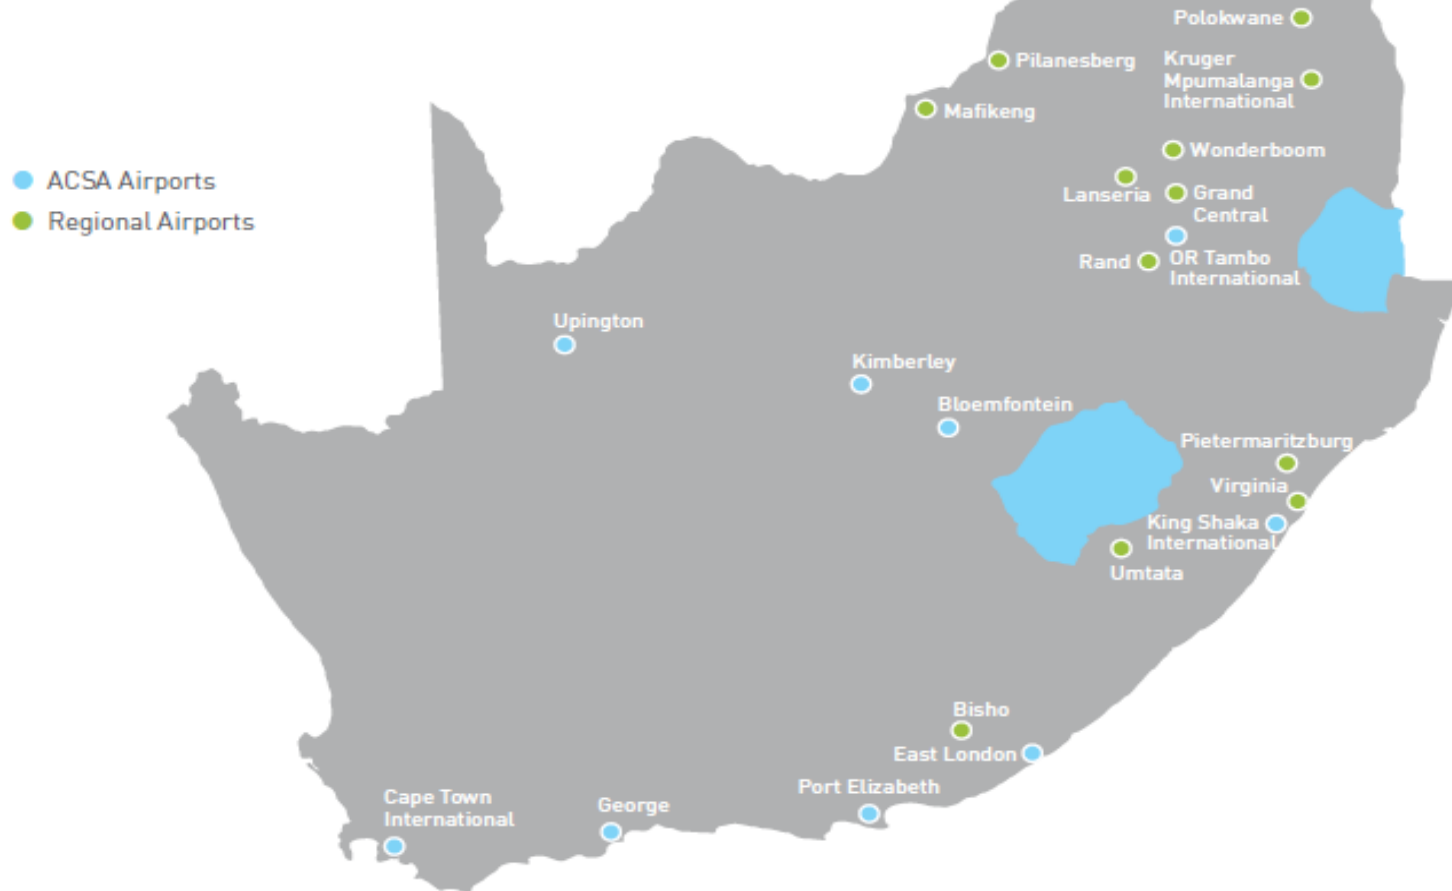 Polokwane
Pilanesberg
Kruger
Mpumalanga
International
Mafikeng
Wonderboom
ACSA Airports
Lanseria
Grand
Central
Regional Airports
Rand
OR Tambo
International
Upington
Kimberley
Bloemfontein
Pietermaritzburg
Virginia
King Shaka
International
Umtata
Bisho
East London
Port Elizabeth
Cape Town
International
George